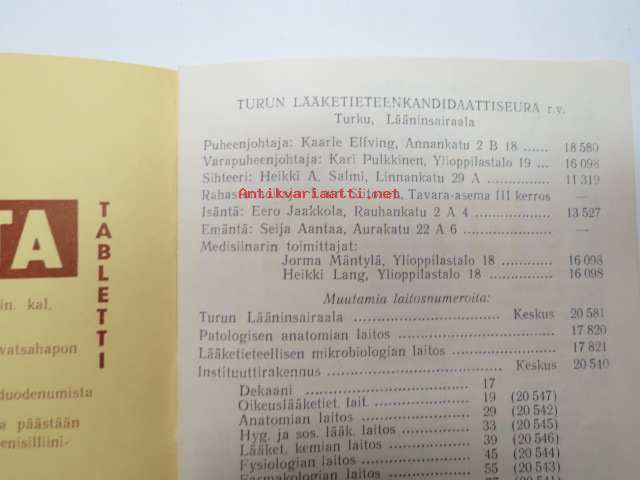 TA
TABLETTI
in. kal.
vatsahapon
duodenumista
a päästään
enisilliini-
TURUN LÄÄKETIETEENKANDIDAATTISEURA r.y.
Turku, Lääninsairaala
Puheenjohtaja: Kaarle Elfving, Annankatu 2 B 18 ...... 18 580
Varapuheenjohtaja: Kari Pulkkinen, Ylioppilastalo 19 ... 16 098
Sihteeri: Heikki A. Salmi, Linnankatu 29 A ............ 11 319
Tavara-asema III kerros —
Antikvariaatti.net
Isäntä: Eero Jaakkola, Rauhankatu 2 A 4 ............... 13 527
Emäntä: Seija Aantaa, Aurakatu 22 A 6 ................ —
Medisiinarin toimittajat:
Jorma Mäntylä, Ylioppilastalo 18 ............ 16 098
Heikki Lang, Ylioppilastalo 18 ............... 16 098
Muutamia laitosnumeroita:
Turun Lääninsairaala ........................ Keskus 20 581
Patologisen anatomian laitos ........................ 17 820
Lääketieteellisen mikrobiologian laitos ............... 17 821
Instituuttirakennus ........................ Keskus 20 540
Dekaani ........................ 17
Oikeuslääketiet. lait. ............ 19 (20 547)
Anatomian laitos ............ 29 (20 542)
Hyg. ja sos. lääk. laitos ...... 33 (20 545)
Lääket. kemian laitos ......... 39 (20 546)
Fysiologian laitos ............ 45 (20 544)
Farmakologian laitos ......... 55 (20 543)